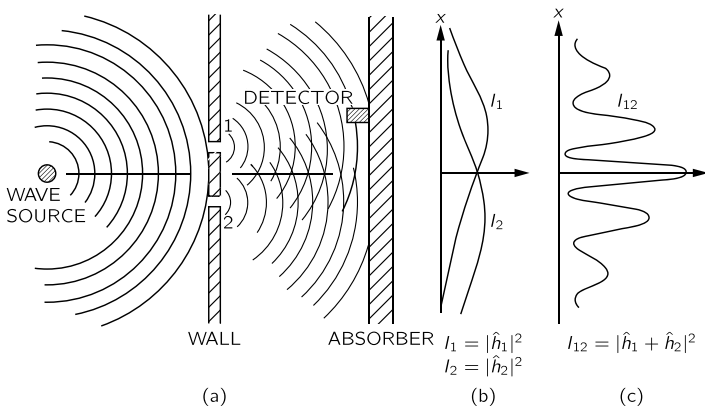 x
x
DETECTOR
I₁
I₁₂
1
WAVE
SOURCE
2
I₂
WALL
ABSORBER
I₁ = |ĥ₁|²
I₂ = |ĥ₂|²
I₁₂ = |ĥ₁ + ĥ₂|²
(a)
(b)
(c)